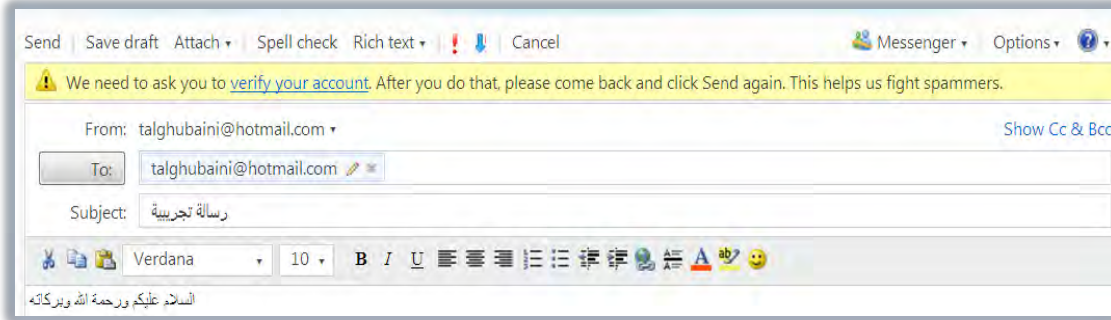 Send Save draft Attach Spell check Rich text Cancel Messenger Options ?
We need to ask you to verify your account. After you do that, please come back and click Send again. This helps us fight spammers.
From: talghubaini@hotmail.com Show Cc & Bcc
To: talghubaini@hotmail.com
Subject: رسالة تجريبية
Verdana 10 B I U A ab
السلام عليكم ورحمة الله وبركاته